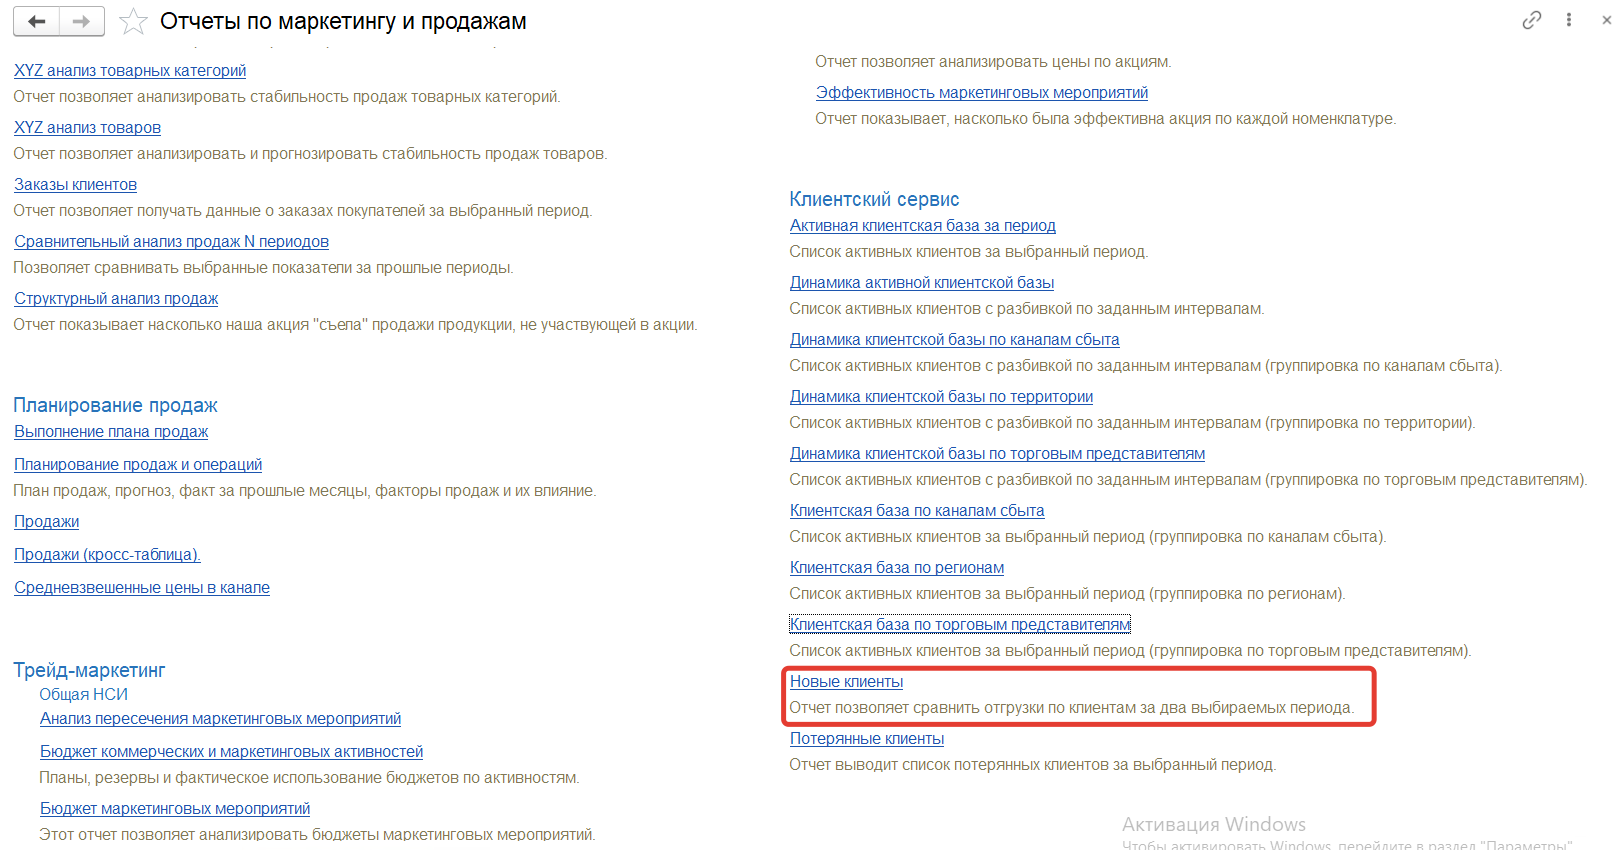 Отчеты по маркетингу и продажам
XYZ анализ товарных категорий
Отчет позволяет анализировать стабильность продаж товарных категорий.
XYZ анализ товаров
Отчет позволяет анализировать и прогнозировать стабильность продаж товаров.
Заказы клиентов
Отчет позволяет получать данные о заказах покупателей за выбранный период.
Сравнительный анализ продаж N периодов
Позволяет сравнивать выбранные показатели за прошлые периоды.
Структурный анализ продаж
Отчет показывает насколько наша акция "съела" продажи продукции, не участвующей в акции.
Планирование продаж
Выполнение плана продаж
Планирование продаж и операций
План продаж, прогноз, факт за прошлые месяцы, факторы продаж и их влияние.
Продажи
Продажи (кросс-таблица).
Средневзвешенные цены в канале
Трейд-маркетинг
Общая НСИ
Анализ пересечения маркетинговых мероприятий
Бюджет коммерческих и маркетинговых активностей
Планы, резервы и фактическое использование бюджетов по активностям.
Бюджет маркетинговых мероприятий
Этот отчет позволяет анализировать бюджеты маркетинговых мероприятий.
Отчет позволяет анализировать цены по акциям.
Эффективность маркетинговых мероприятий
Отчет показывает, насколько была эффективна акция по каждой номенклатуре.
Клиентский сервис
Активная клиентская база за период
Список активных клиентов за выбранный период.
Динамика активной клиентской базы
Список активных клиентов с разбивкой по заданным интервалам.
Динамика клиентской базы по каналам сбыта
Список активных клиентов с разбивкой по заданным интервалам (группировка по каналам сбыта).
Динамика клиентской базы по территории
Список активных клиентов с разбивкой по заданным интервалам (группировка по территории).
Динамика клиентской базы по торговым представителям
Список активных клиентов с разбивкой по заданным интервалам (группировка по торговым представителям).
Клиентская база по каналам сбыта
Список активных клиентов за выбранный период (группировка по каналам сбыта).
Клиентская база по регионам
Список активных клиентов за выбранный период (группировка по регионам).
Клиентская база по торговым представителям
Список активных клиентов за выбранный период (группировка по торговым представителям).
Новые клиенты
Отчет позволяет сравнить отгрузки по клиентам за два выбираемых периода.
Потерянные клиенты
Отчет выводит список потерянных клиентов за выбранный период.
Активация Windows
Чтобы активировать Windows, перейдите в раздел "Параметры"